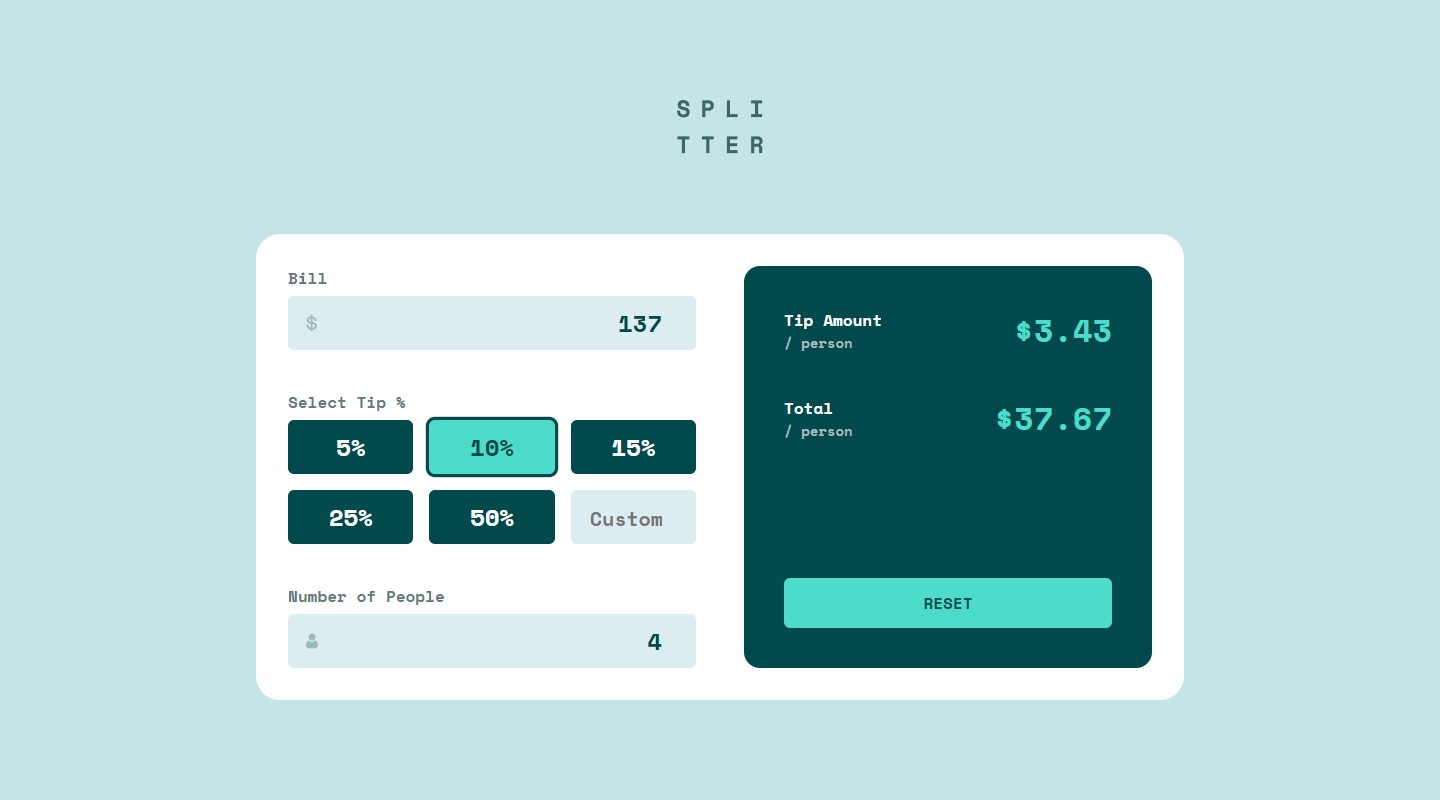 SPLI
TTER
Bill
$
137
Select Tip %
5%
10%
15%
25%
50%
Custom
Number of People
4
Tip Amount
/ person
$3.43
Total
/ person
$37.67
RESET